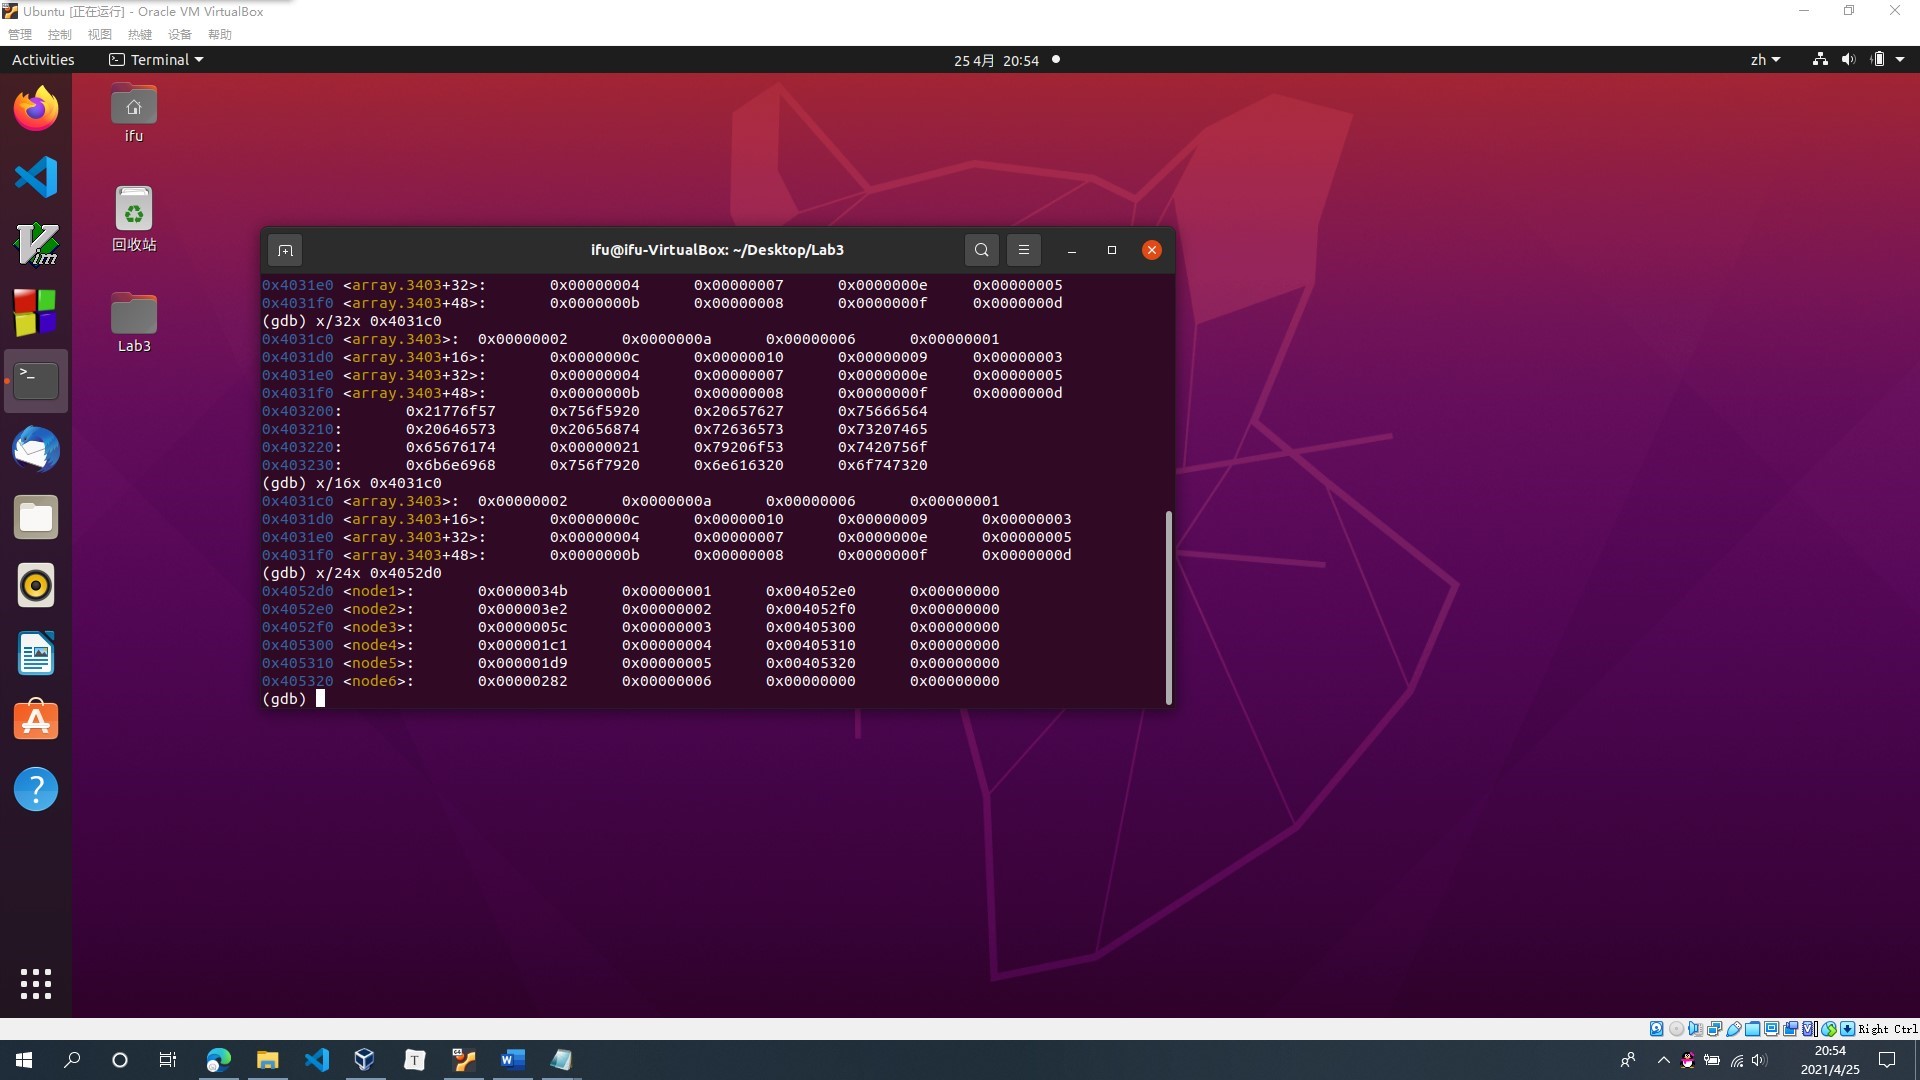 Ubuntu [正在运行] - Oracle VM VirtualBox
管理 控制 视图 热键 设备 帮助
Activities Terminal 25 4月 20:54 zh
ifu
回收站
Lab3
ifu@ifu-VirtualBox: ~/Desktop/Lab3
0x4031e0 <array.3403+32>: 0x00000004 0x00000007 0x0000000e 0x00000005
0x4031f0 <array.3403+48>: 0x0000000b 0x00000008 0x0000000f 0x0000000d
(gdb) x/32x 0x4031c0
0x4031c0 <array.3403>: 0x00000002 0x0000000a 0x00000006 0x00000001
0x4031d0 <array.3403+16>: 0x0000000c 0x00000010 0x00000009 0x00000003
0x4031e0 <array.3403+32>: 0x00000004 0x00000007 0x0000000e 0x00000005
0x4031f0 <array.3403+48>: 0x0000000b 0x00000008 0x0000000f 0x0000000d
0x403200: 0x21776f57 0x756f5920 0x20657627 0x75666564
0x403210: 0x20646573 0x20656874 0x72636573 0x73207465
0x403220: 0x65676174 0x00000021 0x79206f53 0x7420756f
0x403230: 0x6b6e6968 0x756f7920 0x6e616320 0x6f747320
(gdb) x/16x 0x4031c0
0x4031c0 <array.3403>: 0x00000002 0x0000000a 0x00000006 0x00000001
0x4031d0 <array.3403+16>: 0x0000000c 0x00000010 0x00000009 0x00000003
0x4031e0 <array.3403+32>: 0x00000004 0x00000007 0x0000000e 0x00000005
0x4031f0 <array.3403+48>: 0x0000000b 0x00000008 0x0000000f 0x0000000d
(gdb) x/24x 0x4052d0
0x4052d0 <node1>: 0x0000034b 0x00000001 0x004052e0 0x00000000
0x4052e0 <node2>: 0x000003e2 0x00000002 0x004052f0 0x00000000
0x4052f0 <node3>: 0x0000005c 0x00000003 0x00405300 0x00000000
0x405300 <node4>: 0x000001c1 0x00000004 0x00405310 0x00000000
0x405310 <node5>: 0x000001d9 0x00000005 0x00405320 0x00000000
0x405320 <node6>: 0x00000282 0x00000006 0x00000000 0x00000000
(gdb)
Right Ctrl
20:54
2021/4/25